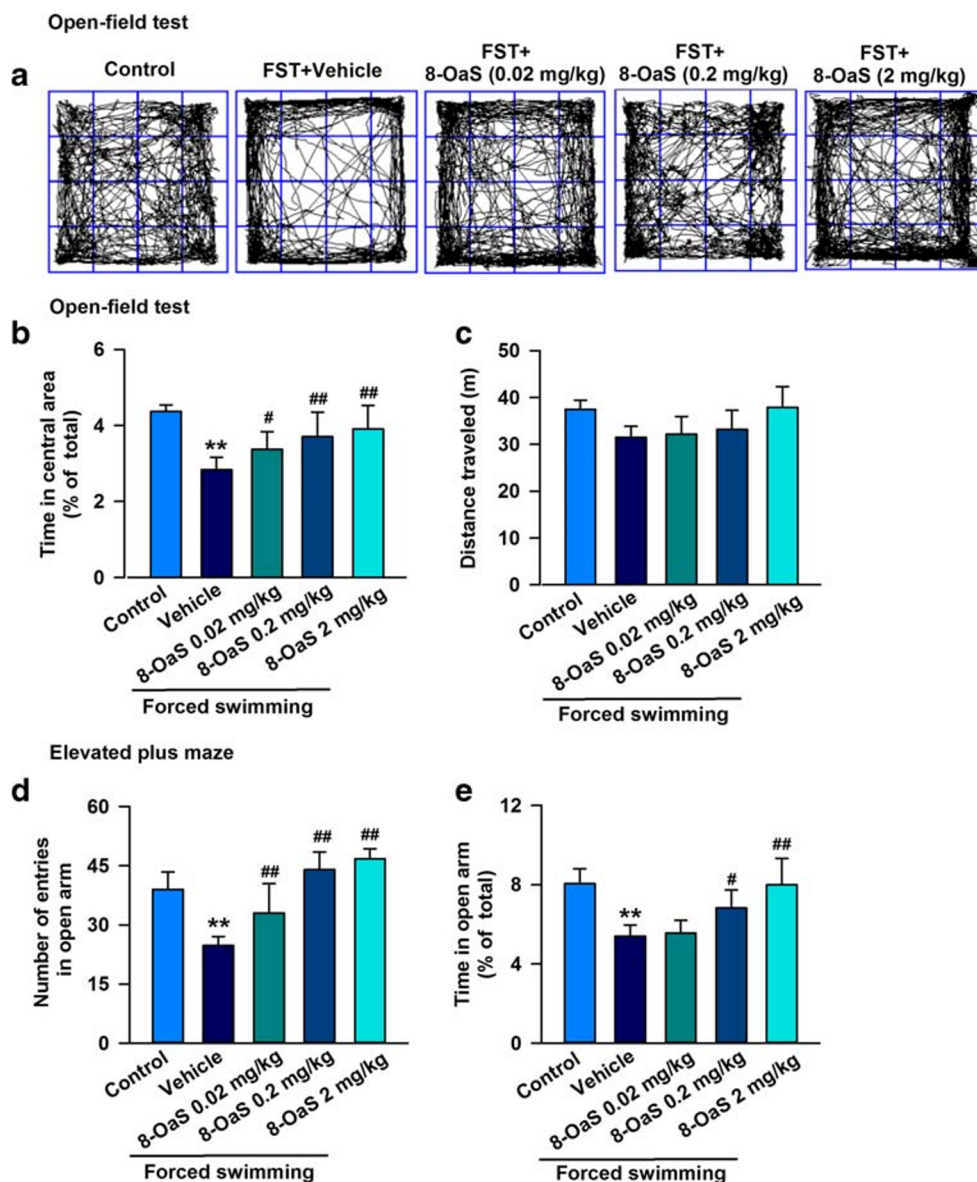 Open-field test
a
Control
FST+Vehicle
FST+
8-OaS (0.02 mg/kg)
FST+
8-OaS (0.2 mg/kg)
FST+
8-OaS (2 mg/kg)
Open-field test
b
Time in central area
(% of total)
6
4
2
0
**
#
##
##
Control
Vehicle
8-OaS 0.02 mg/kg
8-OaS 0.2 mg/kg
8-OaS 2 mg/kg
Forced swimming
c
Distance traveled (m)
50
40
30
20
10
0
Control
Vehicle
8-OaS 0.02 mg/kg
8-OaS 0.2 mg/kg
8-OaS 2 mg/kg
Forced swimming
Elevated plus maze
d
Number of entries
in open arm
60
45
30
15
0
**
##
##
##
Control
Vehicle
8-OaS 0.02 mg/kg
8-OaS 0.2 mg/kg
8-OaS 2 mg/kg
Forced swimming
e
Time in open arm
(% of total)
12
8
4
0
**
#
##
Control
Vehicle
8-OaS 0.02 mg/kg
8-OaS 0.2 mg/kg
8-OaS 2 mg/kg
Forced swimming